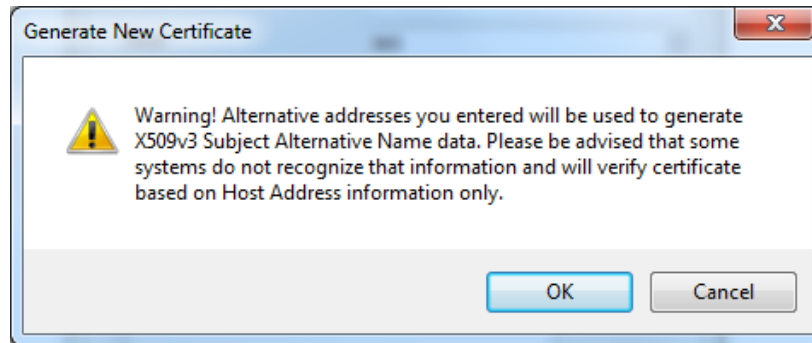 Generate New Certificate
Warning! Alternative addresses you entered will be used to generate
X509v3 Subject Alternative Name data. Please be advised that some
systems do not recognize that information and will verify certificate
based on Host Address information only.
OK
Cancel